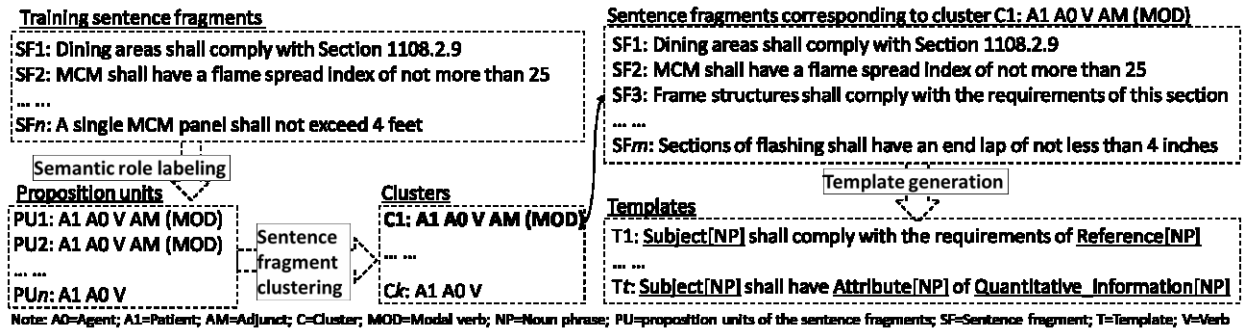 Training sentence fragments
SF1: Dining areas shall comply with Section 1108.2.9
SF2: MCM shall have a flame spread index of not more than 25
... ...
SFn: A single MCM panel shall not exceed 4 feet
Semantic role labeling
Proposition units
PU1: A1 A0 V AM (MOD)
PU2: A1 A0 V AM (MOD)
... ...
PUn: A1 A0 V
Sentence
fragment
clustering
Clusters
C1: A1 A0 V AM (MOD)
... ...
Ck: A1 A0 V
Sentence fragments corresponding to cluster C1: A1 A0 V AM (MOD)
SF1: Dining areas shall comply with Section 1108.2.9
SF2: MCM shall have a flame spread index of not more than 25
SF3: Frame structures shall comply with the requirements of this section
... ...
SFm: Sections of flashing shall have an end lap of not less than 4 inches
Template generation
Templates
T1: Subject[NP] shall comply with the requirements of Reference[NP]
... ...
Tt: Subject[NP] shall have Attribute[NP] of Quantitative_Information[NP]
Note: A0=Agent; A1=Patient; AM=Adjunct; C=Cluster; MOD=Modal verb; NP=Noun phrase; PU=proposition units of the sentence fragments; SF=Sentence fragment; T=Template; V=Verb